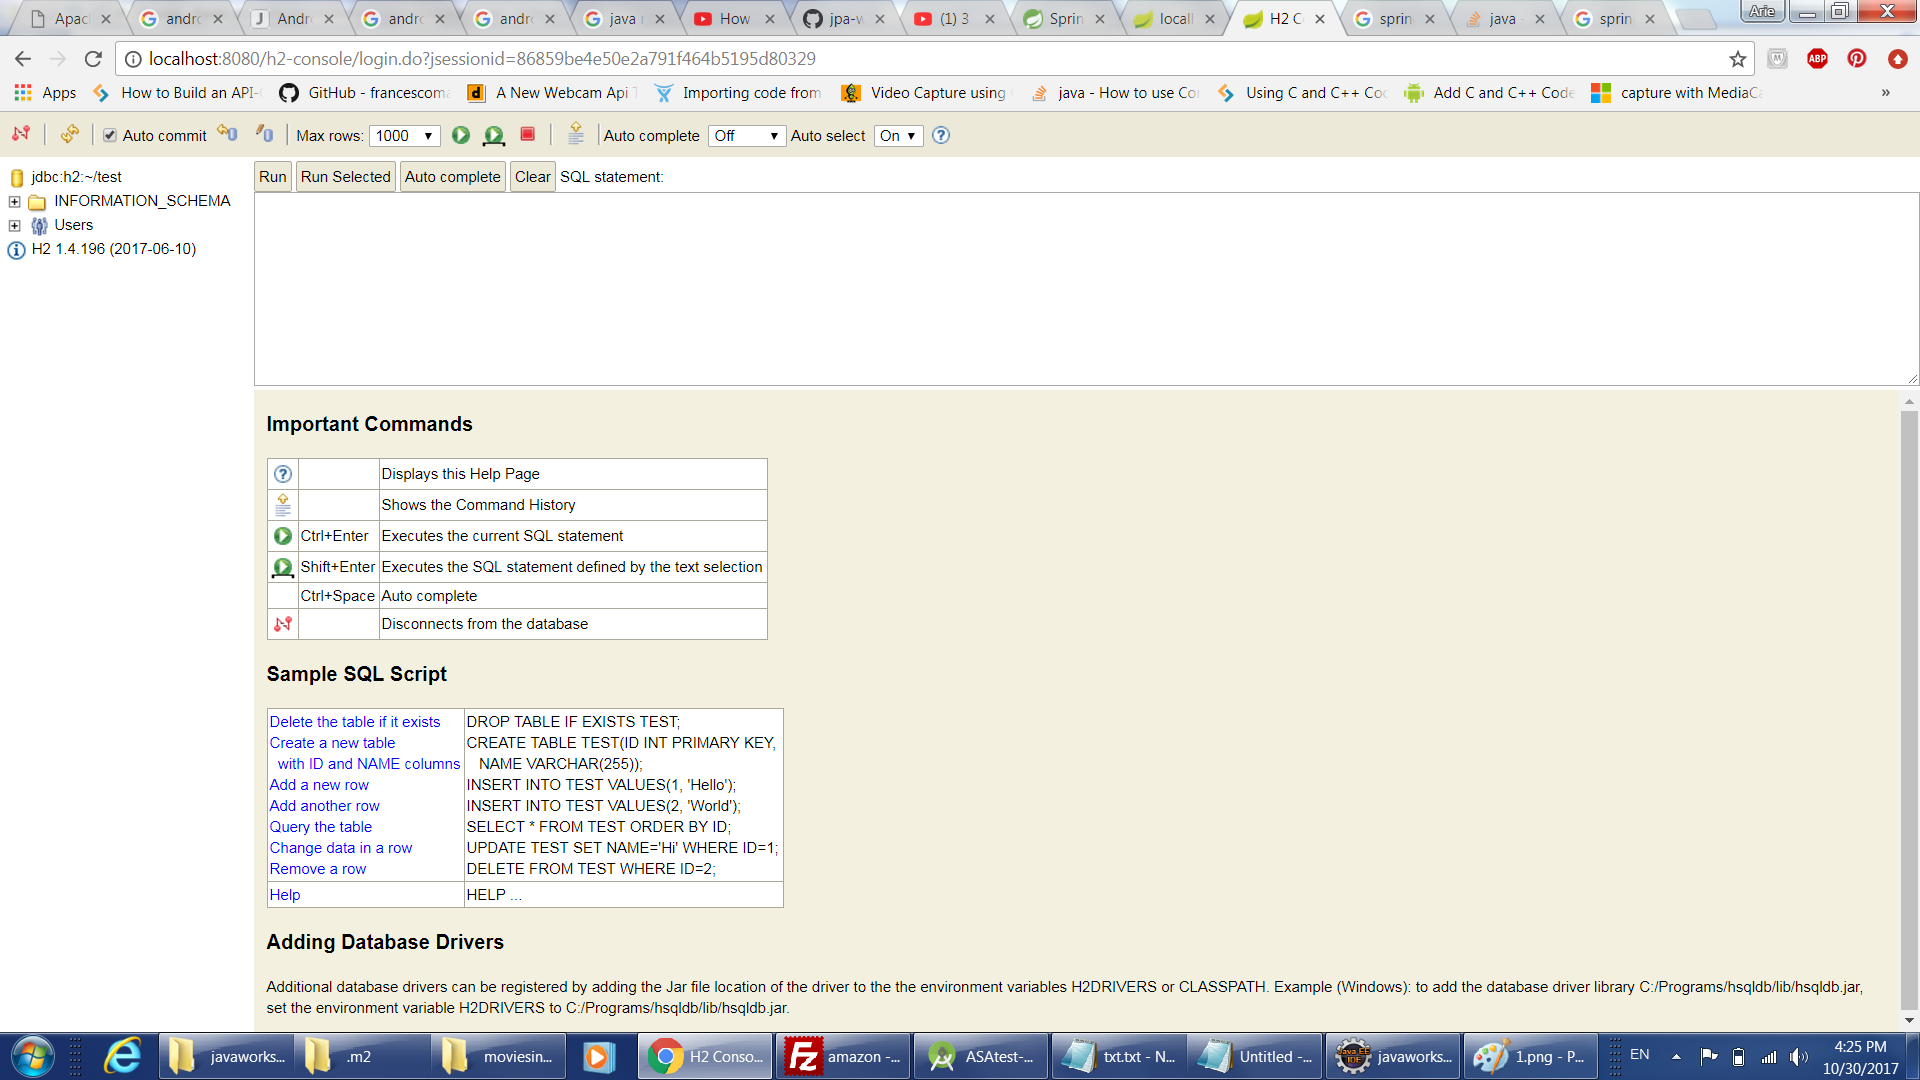 Apac
andro
Andro
andro
andro
java r
How
jpa-w
(1) 3
Sprin
locall
H2 C
sprin
java
sprin
Arie
localhost:8080/h2-console/login.do?jsessionid=86859be4e50e2a791f464b5195d80329
ABP
Apps
How to Build an API-
GitHub - francescoma
A New Webcam Api T
Importing code from
Video Capture using
java - How to use Co
Using C and C++ Co
Add C and C++ Code
capture with MediaCa
»
Auto commit
Max rows: 1000
Auto complete Off
Auto select On
jdbc:h2:~/test
INFORMATION_SCHEMA
Users
H2 1.4.196 (2017-06-10)
Run
Run Selected
Auto complete
Clear
SQL statement:
Important Commands
Displays this Help Page
Shows the Command History
Ctrl+Enter Executes the current SQL statement
Shift+Enter Executes the SQL statement defined by the text selection
Ctrl+Space Auto complete
Disconnects from the database
Sample SQL Script
Delete the table if it exists DROP TABLE IF EXISTS TEST;
Create a new table CREATE TABLE TEST(ID INT PRIMARY KEY,
with ID and NAME columns NAME VARCHAR(255));
Add a new row INSERT INTO TEST VALUES(1, 'Hello');
Add another row INSERT INTO TEST VALUES(2, 'World');
Query the table SELECT * FROM TEST ORDER BY ID;
Change data in a row UPDATE TEST SET NAME='Hi' WHERE ID=1;
Remove a row DELETE FROM TEST WHERE ID=2;
Help HELP ...
Adding Database Drivers
Additional database drivers can be registered by adding the Jar file location of the driver to the the environment variables H2DRIVERS or CLASSPATH. Example (Windows): to add the database driver library C:/Programs/hsqldb/lib/hsqldb.jar,
set the environment variable H2DRIVERS to C:/Programs/hsqldb/lib/hsqldb.jar.
javaworks...
.m2
moviesin...
H2 Conso...
amazon -...
ASAtest-...
txt.txt - N...
Untitled -...
Java EE
IDE
javaworks...
1.png - P...
EN
4:25 PM
10/30/2017